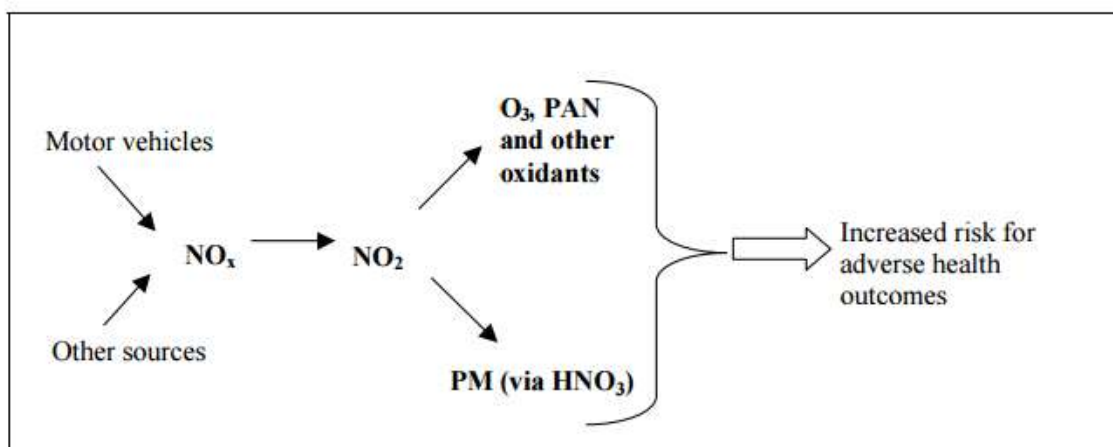 O₃, PAN
and other
oxidants
Motor vehicles
NOₓ
NO₂
Increased risk for
adverse health
outcomes
Other sources
PM (via HNO₃)